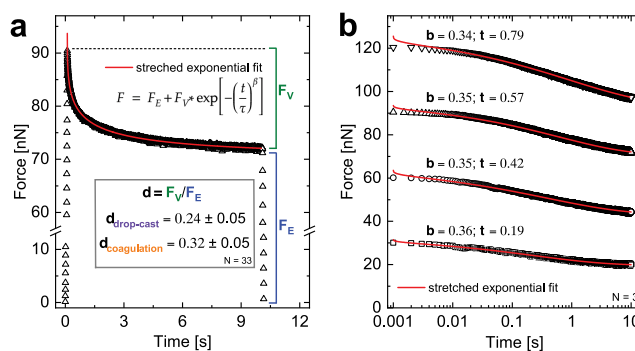 a
90
80
70
60
10
0
Force [nN]
0
3
6
9
12
Time [s]
streched exponential fit
F = F_E + F_V* exp[-(t/τ)^β]
F_V
F_E
d = F_V/F_E
d_drop-cast = 0.24 ± 0.05
d_coagulation = 0.32 ± 0.05
N = 33
b
120
100
80
60
40
20
0
Force [nN]
0.001
0.01
0.1
1
10
Time [s]
b = 0.34; t = 0.79
b = 0.35; t = 0.57
b = 0.35; t = 0.42
b = 0.36; t = 0.19
stretched exponential fit